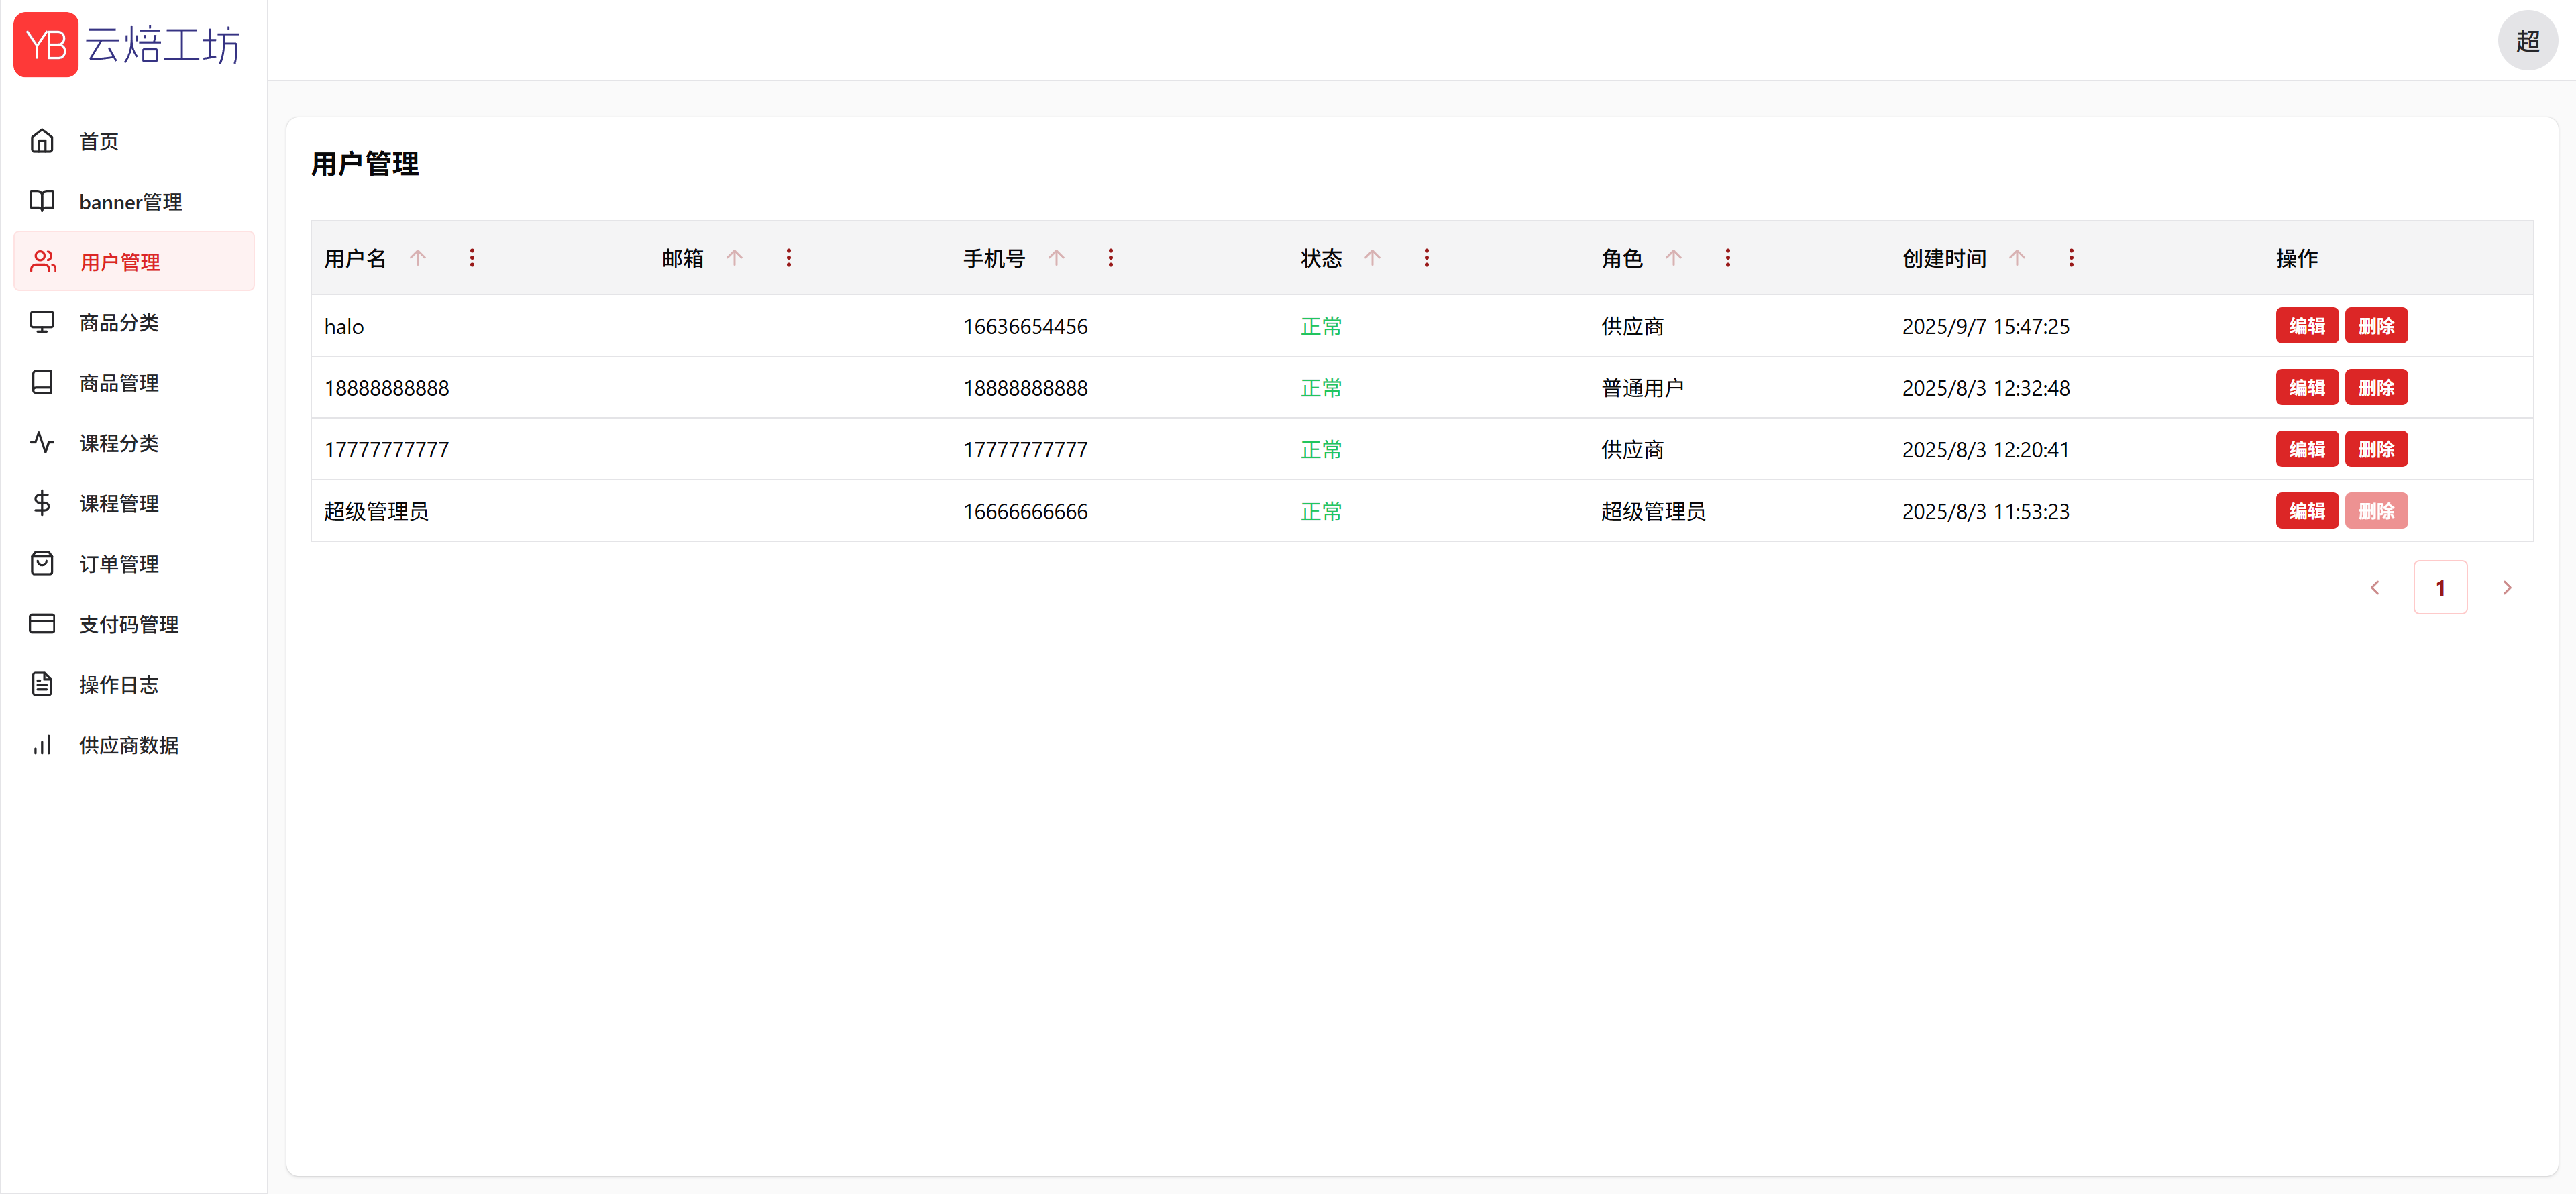 YB 云焙工坊
超
首页
banner管理
用户管理
商品分类
商品管理
课程分类
课程管理
订单管理
支付码管理
操作日志
供应商数据
用户管理
用户名 邮箱 手机号 状态 角色 创建时间 操作
halo 16636654456 正常 供应商 2025/9/7 15:47:25 编辑 删除
18888888888 18888888888 正常 普通用户 2025/8/3 12:32:48 编辑 删除
17777777777 17777777777 正常 供应商 2025/8/3 12:20:41 编辑 删除
超级管理员 16666666666 正常 超级管理员 2025/8/3 11:53:23 编辑 删除
1